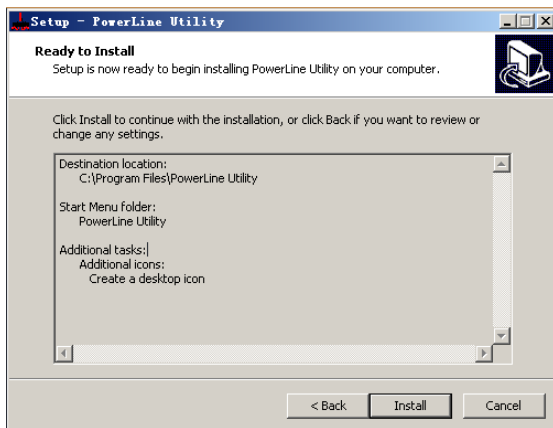 Setup - PowerLine Utility
Ready to Install
Setup is now ready to begin installing PowerLine Utility on your computer.
Click Install to continue with the installation, or click Back if you want to review or
change any settings.
Destination location:
C:\Program Files\PowerLine Utility
Start Menu folder:
PowerLine Utility
Additional tasks:
Additional icons:
Create a desktop icon
< Back Install Cancel